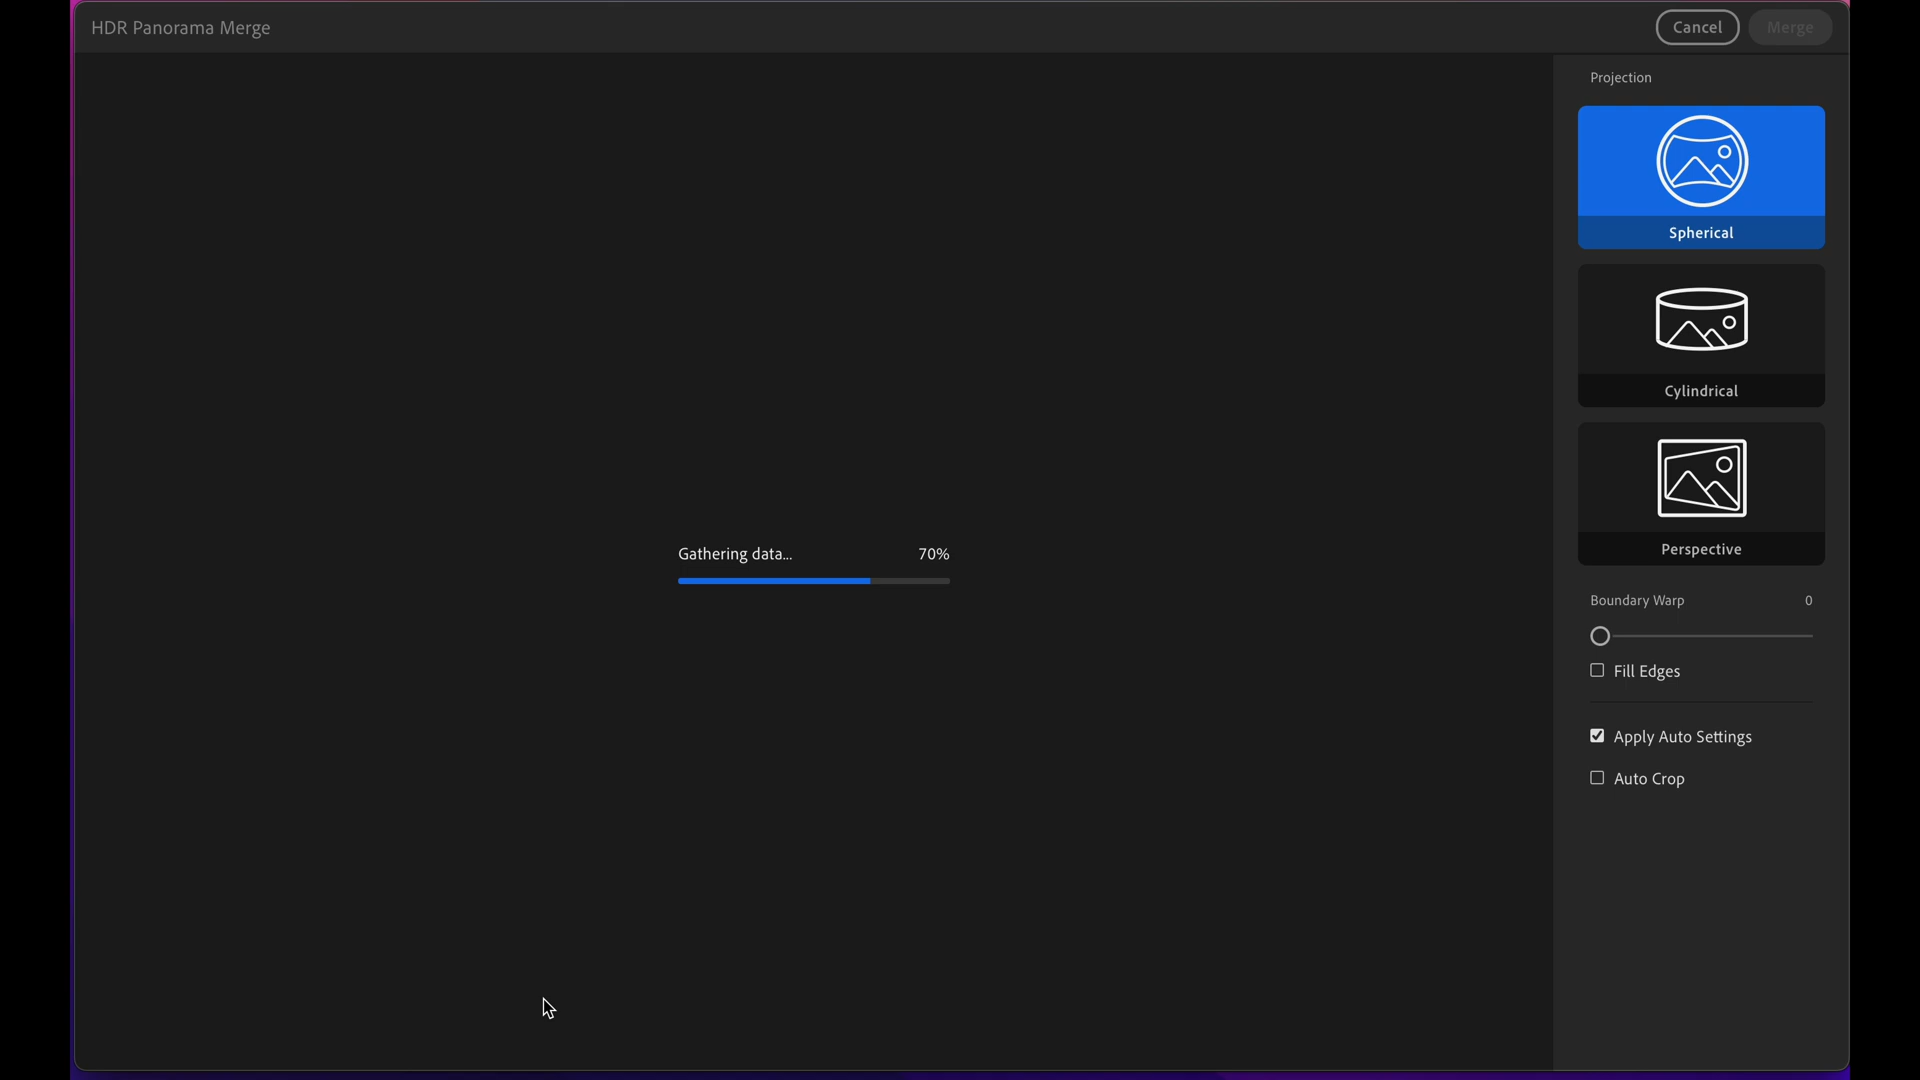 HDR Panorama Merge
Cancel
Merge
Projection
Spherical
Cylindrical
Perspective
Gathering data... 70%
Boundary Warp 0
Fill Edges
Apply Auto Settings
Auto Crop